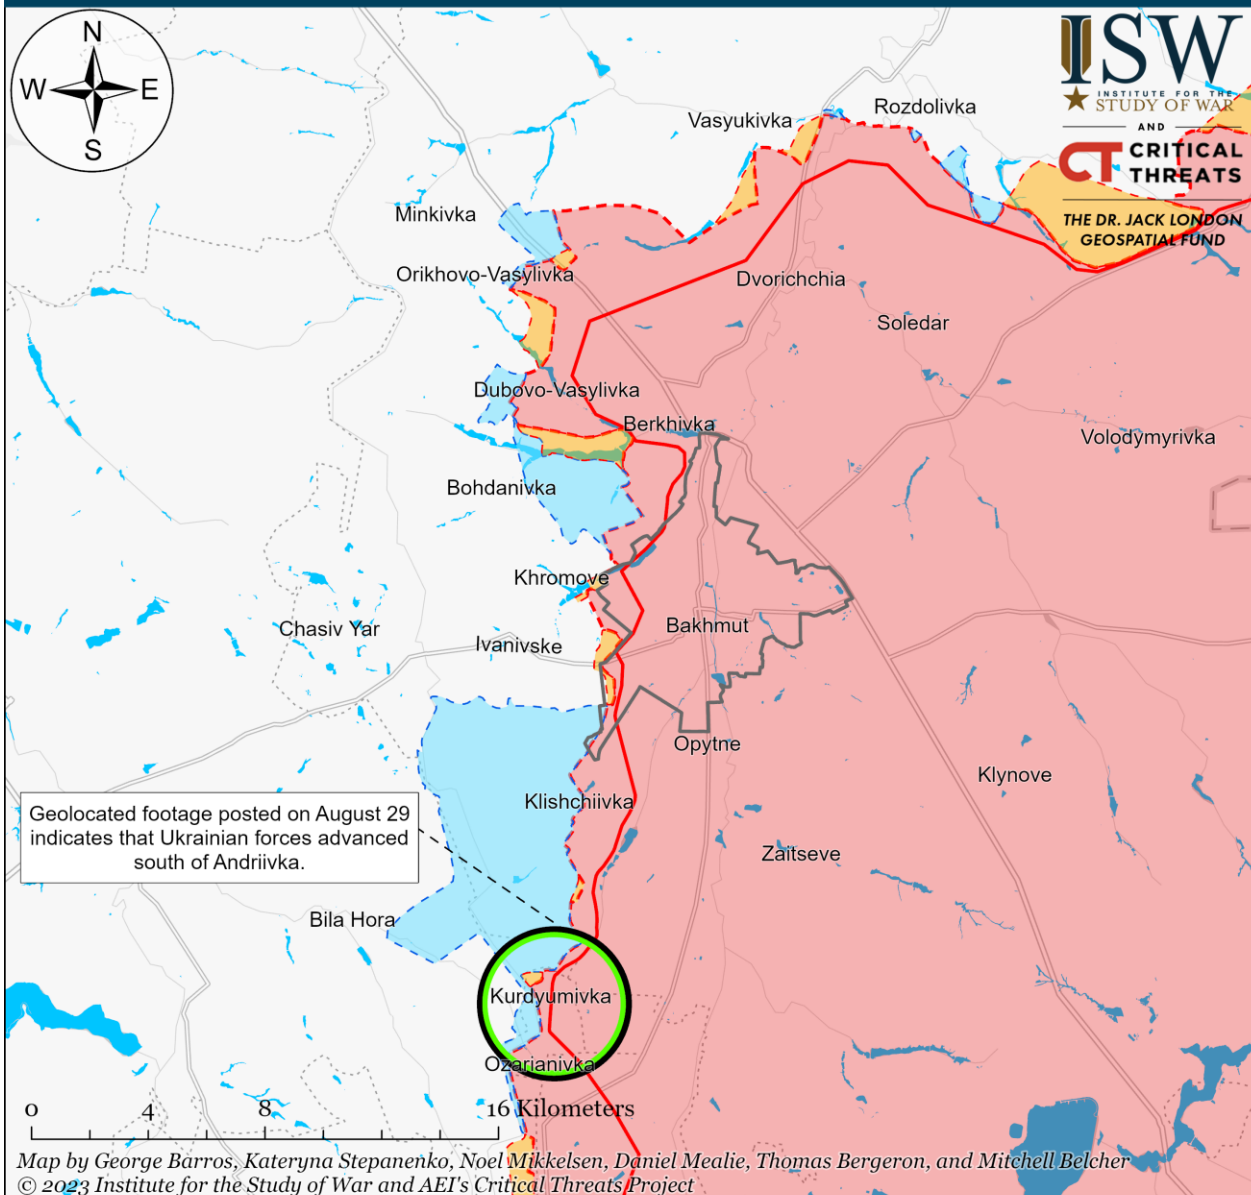 N
W E
S
ISW
INSTITUTE FOR THE
STUDY OF WAR
AND
CT CRITICAL
THREATS
THE DR. JACK LONDON
GEOSPATIAL FUND
Rozdolivka
Vasyukivka
Minkivka
Orikhovo-Vasylivka
Dvorichchia
Soledar
Dubovo-Vasylivka
Berkhivka
Volodymyrivka
Bohdanivka
Khromove
Chasiv Yar
Bakhmut
Ivanivske
Opytne
Klynove
Klishchiivka
Geolocated footage posted on August 29
indicates that Ukrainian forces advanced
south of Andriivka.
Zaitseve
Bila Hora
Kurdyumivka
Ozarianivka
0 4 8 16 Kilometers
Map by George Barros, Kateryna Stepanenko, Noel Mikkelsen, Daniel Mealie, Thomas Bergeron, and Mitchell Belcher
© 2023 Institute for the Study of War and AEI's Critical Threats Project